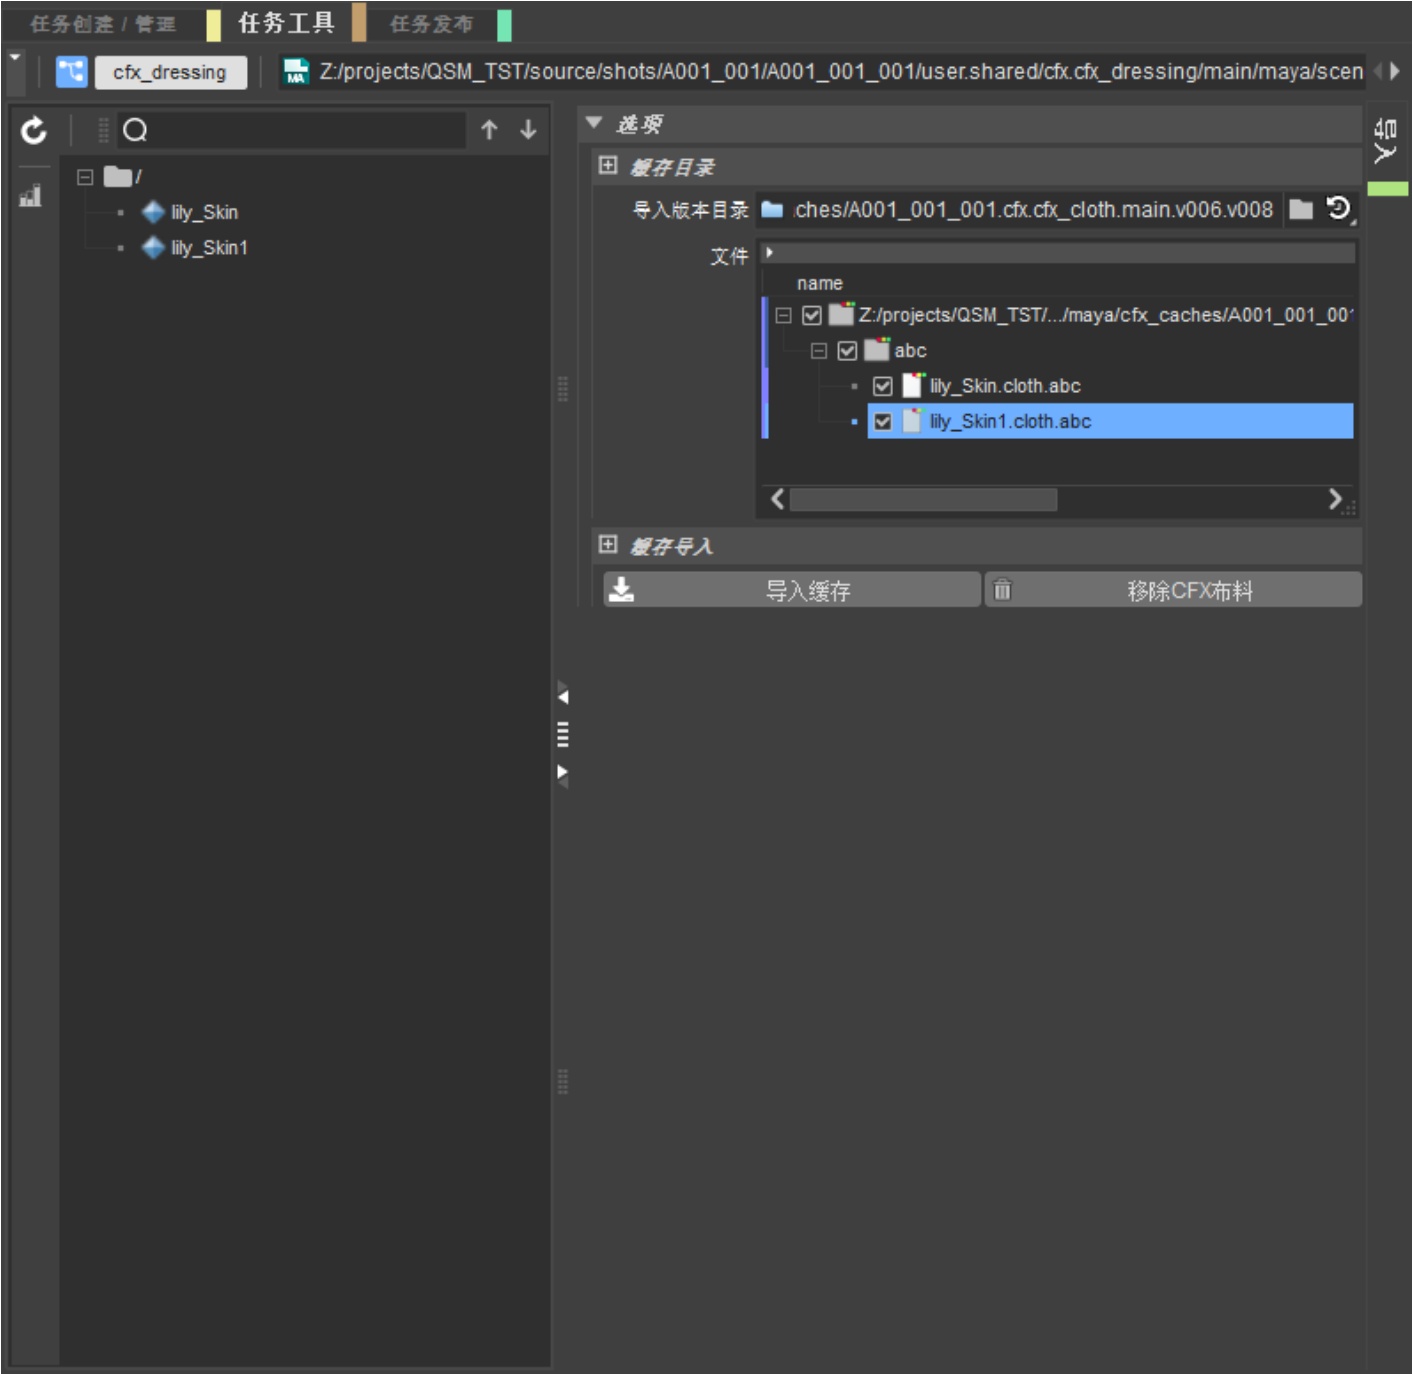 任务创建 / 管理
任务工具
任务发布
cfx_dressing
MA
Z:/projects/QSM_TST/source/shots/A001_001/A001_001_001/user.shared/cfx.cfx_dressing/main/maya/scen
/
lily_Skin
lily_Skin1
选项
缓存目录
导入版本目录
ches/A001_001_001.cfx.cfx_cloth.main.v006.v008
文件
name
Z:/projects/QSM_TST/.../maya/cfx_caches/A001_001_001
abc
lily_Skin.cloth.abc
lily_Skin1.cloth.abc
缓存导入
导入缓存
移除CFX布料